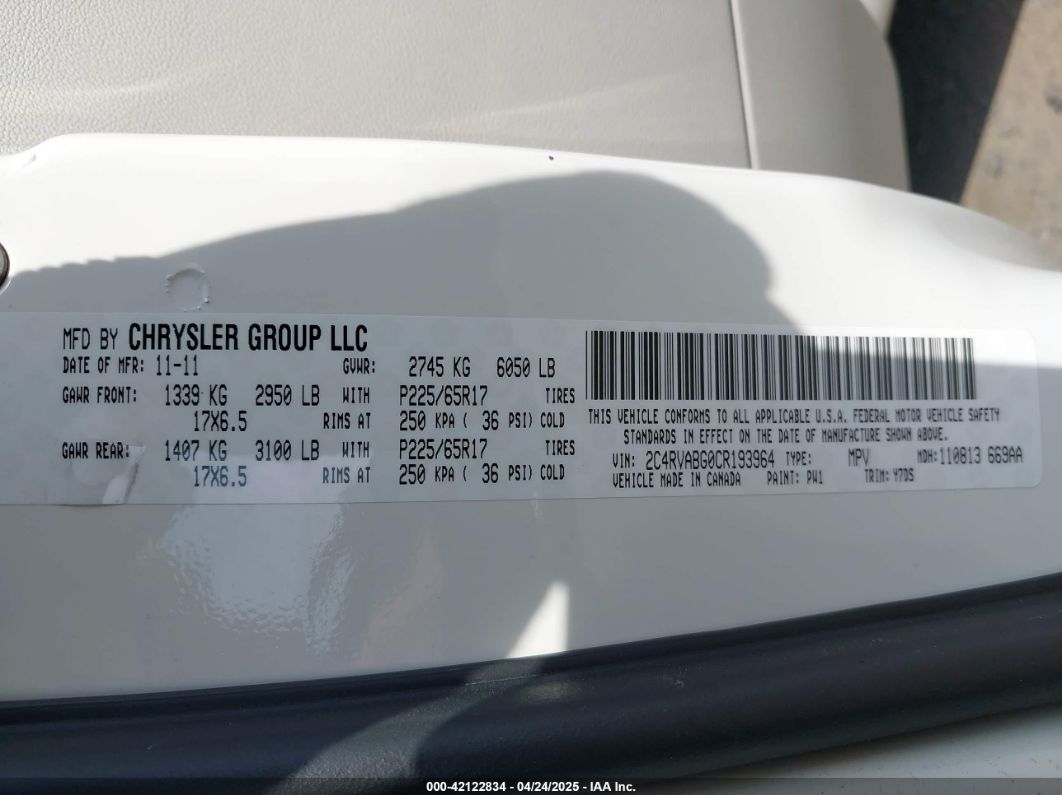 MFD BY CHRYSLER GROUP LLC
DATE OF MFR: 11-11 GVWR: 2745 KG 6050 LB
GAWR FRONT: 1339 KG 2950 LB WITH P225/65R17 TIRES
17X6.5 RIMS AT 250 KPA ( 36 PSI) COLD
GAWR REAR: 1407 KG 3100 LB WITH P225/65R17 TIRES
17X6.5 RIMS AT 250 KPA ( 36 PSI) COLD
THIS VEHICLE CONFORMS TO ALL APPLICABLE U.S.A. FEDERAL MOTOR VEHICLE SAFETY
STANDARDS IN EFFECT ON THE DATE OF MANUFACTURE SHOWN ABOVE.
VIN: 2C4RVABG0CR193964 TYPE: MPV MDH: 110813 669AA
VEHICLE MADE IN CANADA PAINT: PW1 TRIM: Y7DS
000-42122834 - 04/24/2025 - IAA Inc.